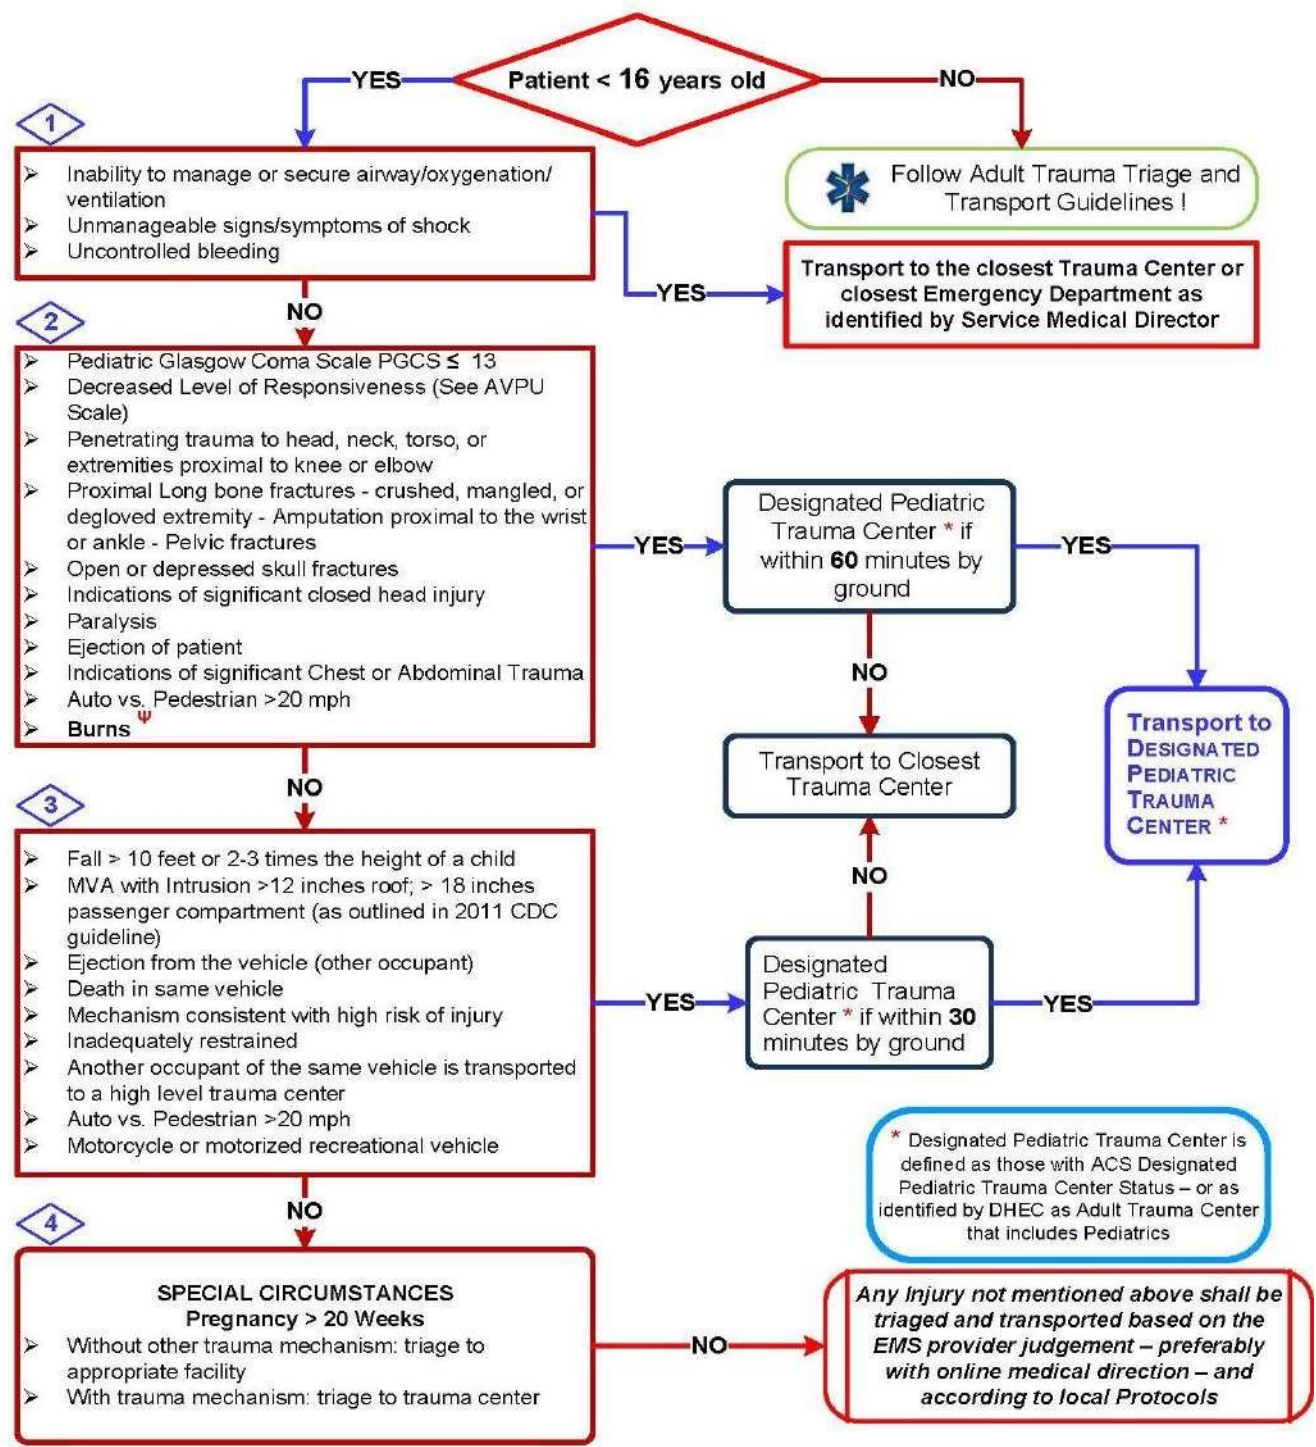 Patient < 16 years old
YES
NO
1
➢ Inability to manage or secure airway/oxygenation/
ventilation
➢ Unmanageable signs/symptoms of shock
➢ Uncontrolled bleeding
Follow Adult Trauma Triage and
Transport Guidelines !
YES
Transport to the closest Trauma Center or
closest Emergency Department as
identified by Service Medical Director
NO
2
➢ Pediatric Glasgow Coma Scale PGCS ≤ 13
➢ Decreased Level of Responsiveness (See AVPU
Scale)
➢ Penetrating trauma to head, neck, torso, or
extremities proximal to knee or elbow
➢ Proximal Long bone fractures - crushed, mangled, or
degloved extremity - Amputation proximal to the wrist
or ankle - Pelvic fractures
➢ Open or depressed skull fractures
➢ Indications of significant closed head injury
➢ Paralysis
➢ Ejection of patient
➢ Indications of significant Chest or Abdominal Trauma
➢ Auto vs. Pedestrian >20 mph
➢ Burns Ψ
YES
Designated Pediatric
Trauma Center * if
within 60 minutes by
ground
YES
NO
Transport to Closest
Trauma Center
Transport to
DESIGNATED
PEDIATRIC
TRAUMA
CENTER *
NO
3
➢ Fall > 10 feet or 2-3 times the height of a child
➢ MVA with Intrusion >12 inches roof; > 18 inches
passenger compartment (as outlined in 2011 CDC
guideline)
➢ Ejection from the vehicle (other occupant)
➢ Death in same vehicle
➢ Mechanism consistent with high risk of injury
➢ Inadequately restrained
➢ Another occupant of the same vehicle is transported
to a high level trauma center
➢ Auto vs. Pedestrian >20 mph
➢ Motorcycle or motorized recreational vehicle
NO
YES
Designated
Pediatric Trauma
Center * if within 30
minutes by ground
YES
* Designated Pediatric Trauma Center is
defined as those with ACS Designated
Pediatric Trauma Center Status – or as
identified by DHEC as Adult Trauma Center
that includes Pediatrics
NO
4
SPECIAL CIRCUMSTANCES
Pregnancy > 20 Weeks
➢ Without other trauma mechanism: triage to
appropriate facility
➢ With trauma mechanism: triage to trauma center
NO
Any Injury not mentioned above shall be
triaged and transported based on the
EMS provider judgement – preferably
with online medical direction – and
according to local Protocols